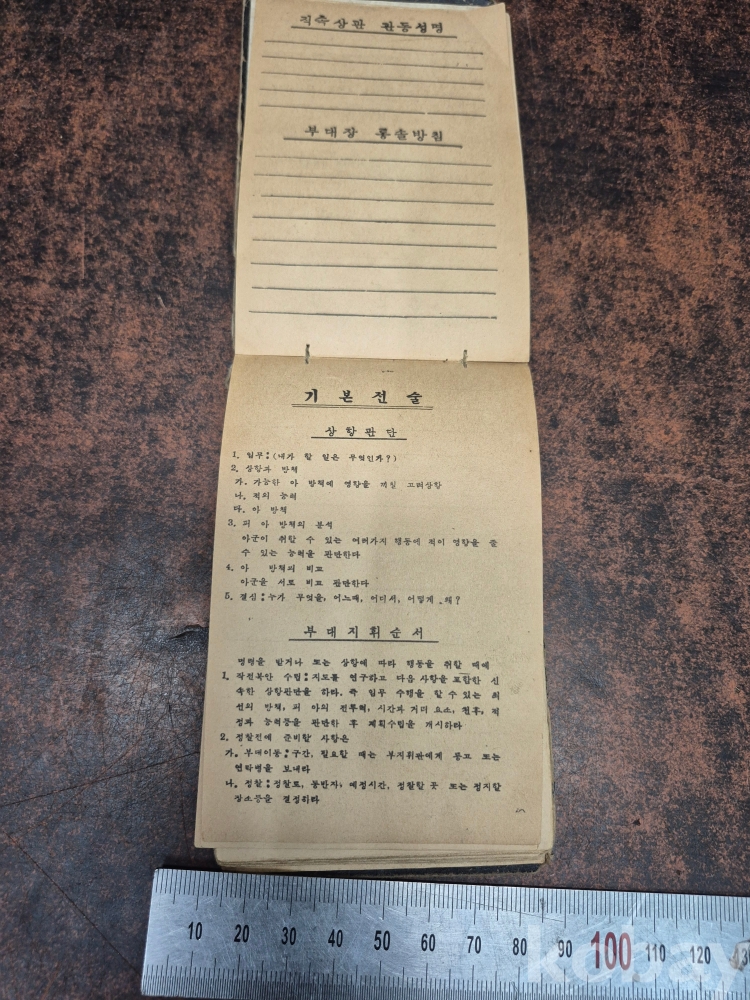 직속상관 관등성명
부대장 통솔방침
기본전술
상황판단
1. 임무:(내가 할 일은 무엇인가?)
2. 상황과 방책
가. 가능한 아 방책에 영향을 끼칠 고려상황
나. 적의 능력
다. 아 방책
3. 피 아 방책의 분석
아군이 취할 수 있는 여러가지 행동에 적이 영향을 줄
수 있는 능력을 판단한다
4. 아 방책의 비교
아군을 서로 비교 판단한다
5. 결심:누가 무엇을, 어느때, 어디서, 어떻게 .왜?
부대지휘순서
명령을 받거나 또는 상황에 따라 행동을 취할 때에
1. 작전복안 수립:지도를 연구하고 다음 사항을 포함한 신
속한 상황판단을 하라. 즉 임무 수행을 할 수 있는 최
선의 방책, 피 아의 전투력, 시간과 거리 요소, 천후, 적
정과 능력등을 판단한 후 계획수립을 개시하라
2. 정찰전에 준비할 사항은
가. 부대이동:구간, 필요할 때는 부지휘관에게 통고 또는
연락병을 보내라
나. 정찰:정찰로, 동반자, 예정시간, 정찰할 곳 또는 정지할
장소등을 결정하라
10 20 30 40 50 60 70 80 90 100 110 120
kobay